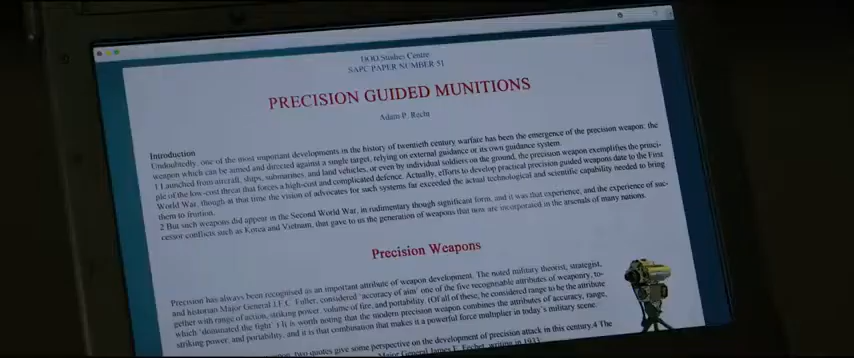 DOD Studies Centre
SAPC PAPER NUMBER 51
PRECISION GUIDED MUNITIONS
Adam P. Recht
Introduction
Undoubtedly, one of the most important developments in the history of twentieth century warfare has been the emergence of the precision weapon: the
weapon which can be aimed and directed against a single target, relying on external guidance or its own guidance system.
1 Launched from aircraft, ships, submarines, and land vehicles, or even by individual soldiers on the ground, the precision weapon exemplifies the princi-
ple of the low-cost threat that forces a high-cost and complicated defence. Actually, efforts to develop practical precision guided weapons date to the First
World War, though at that time the vision of advocates for such systems far exceeded the actual technological and scientific capability needed to bring
them to fruition.
2 But such weapons did appear in the Second World War, in rudimentary though significant form, and it was that experience, and the experience of suc-
cessor conflicts such as Korea and Vietnam, that gave to us the generation of weapons that now are incorporated in the arsenals of many nations.
Precision Weapons
Precision has always been recognised as an important attribute of weapon development. The noted military theorist, strategist,
and historian Major General J.F.C. Fuller, considered 'accuracy of aim' one of the five recognisable attributes of weaponry, to-
gether with range of action, striking power, volume of fire, and portability. (Of all of these, he considered range to be the attribute
which 'dominated the fight'.) It is worth noting that the modern precision weapon combines the attributes of accuracy, range,
striking power, and portability, and it is that combination that makes it a powerful force multiplier in today's military scene.
two quotes give some perspective on the development of precision attack in this century.4 The
Major General James E. Fechet, writing in 1933